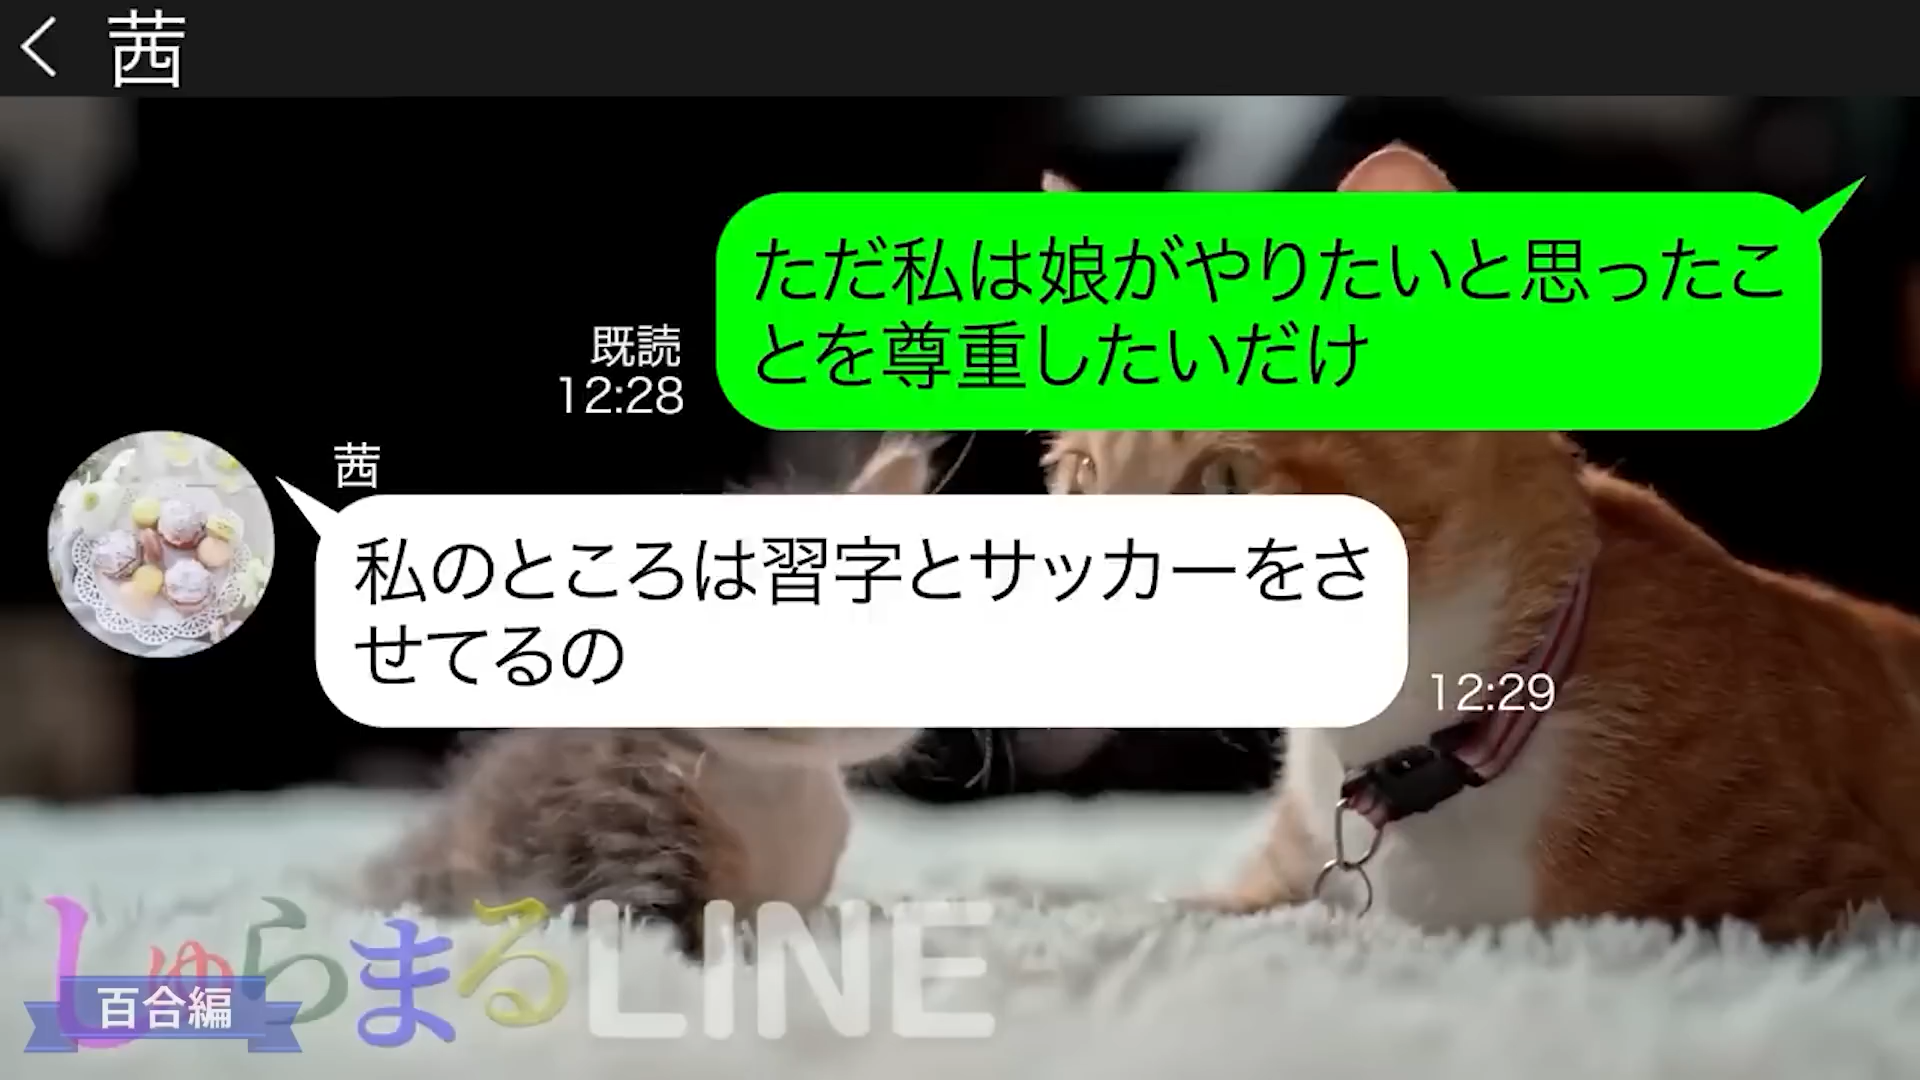 茜
ただ私は娘がやりたいと思ったこ
とを尊重したいだけ
既読
12:28
茜
私のところは習字とサッカーをさ
せてるの
12:29
しゅらまるLINE
百合編